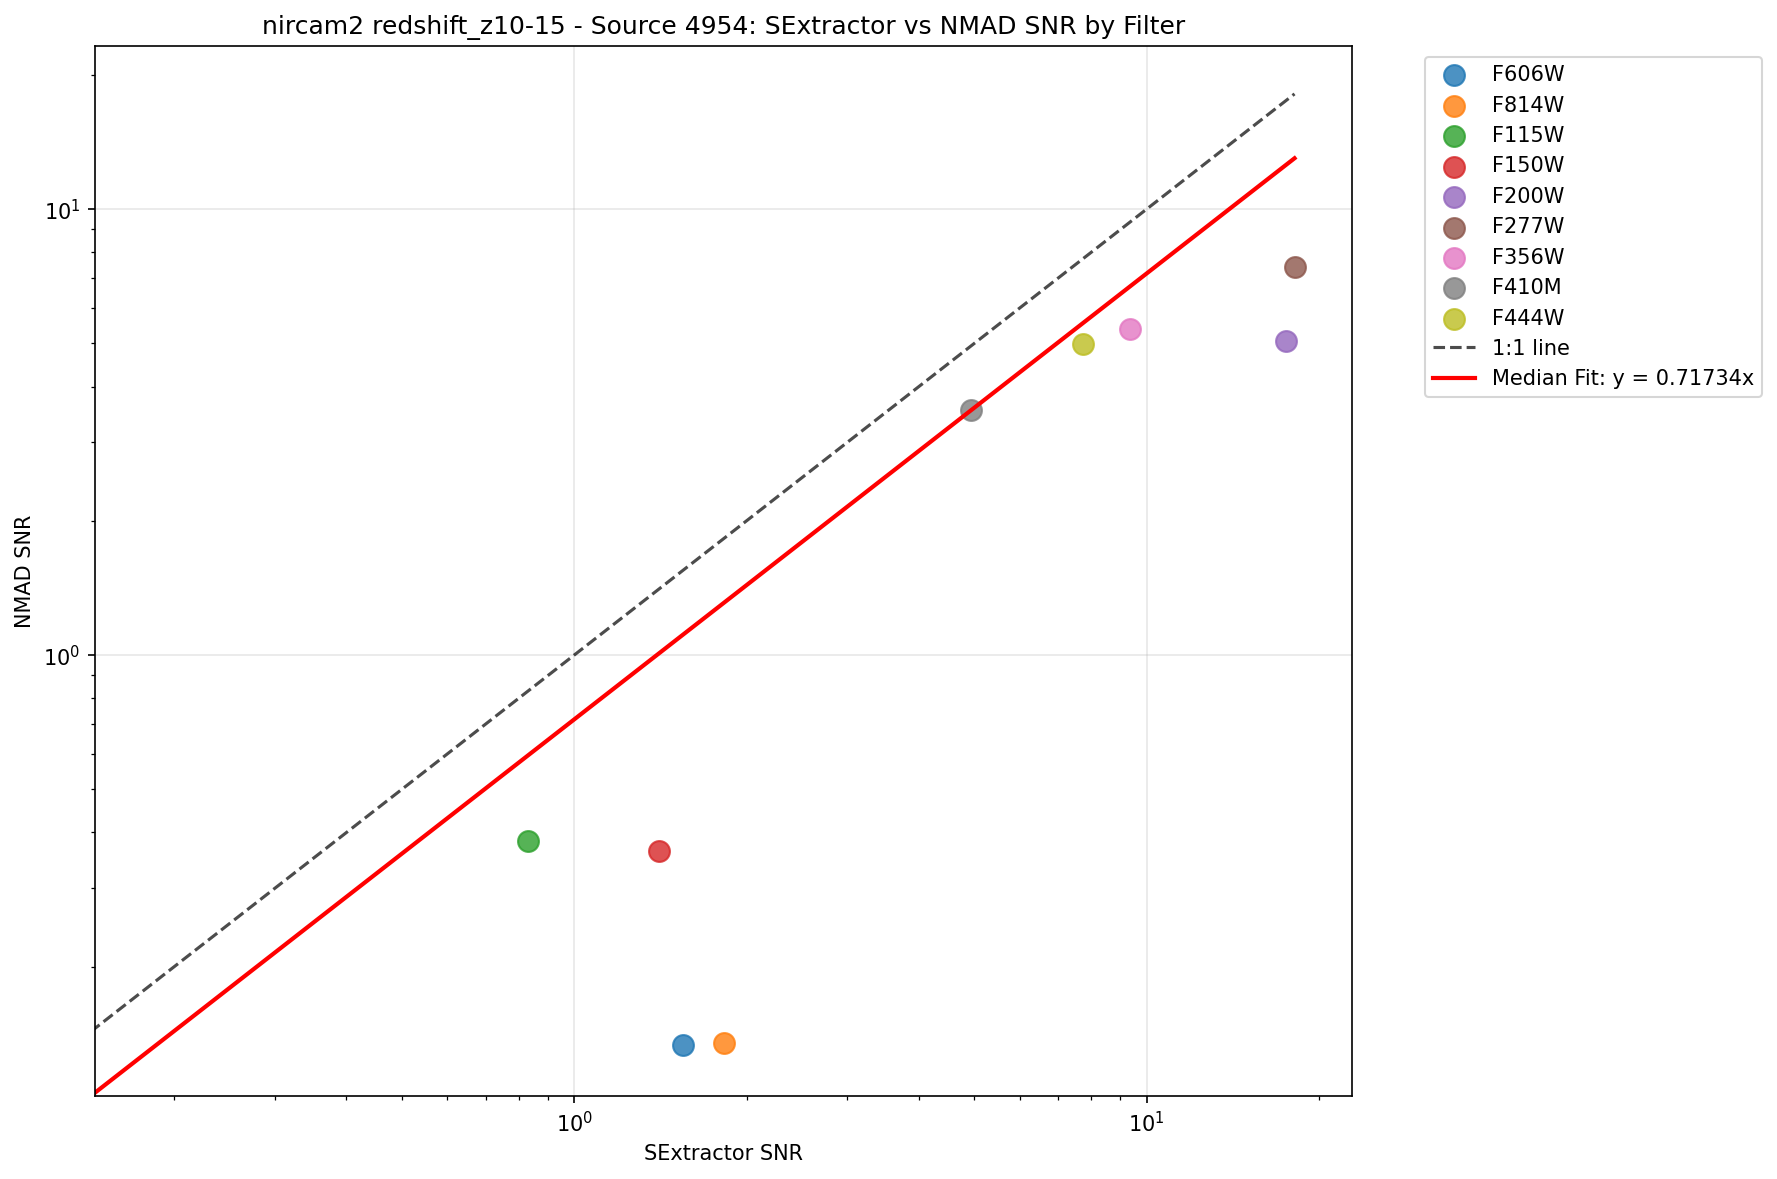 nircam2 redshift_z10-15 - Source 4954: SExtractor vs NMAD SNR by Filter
F606W
F814W
F115W
F150W
F200W
F277W
F356W
F410M
F444W
1:1 line
Median Fit: y = 0.71734x
NMAD SNR
10¹
10⁰
10⁰
10¹
SExtractor SNR